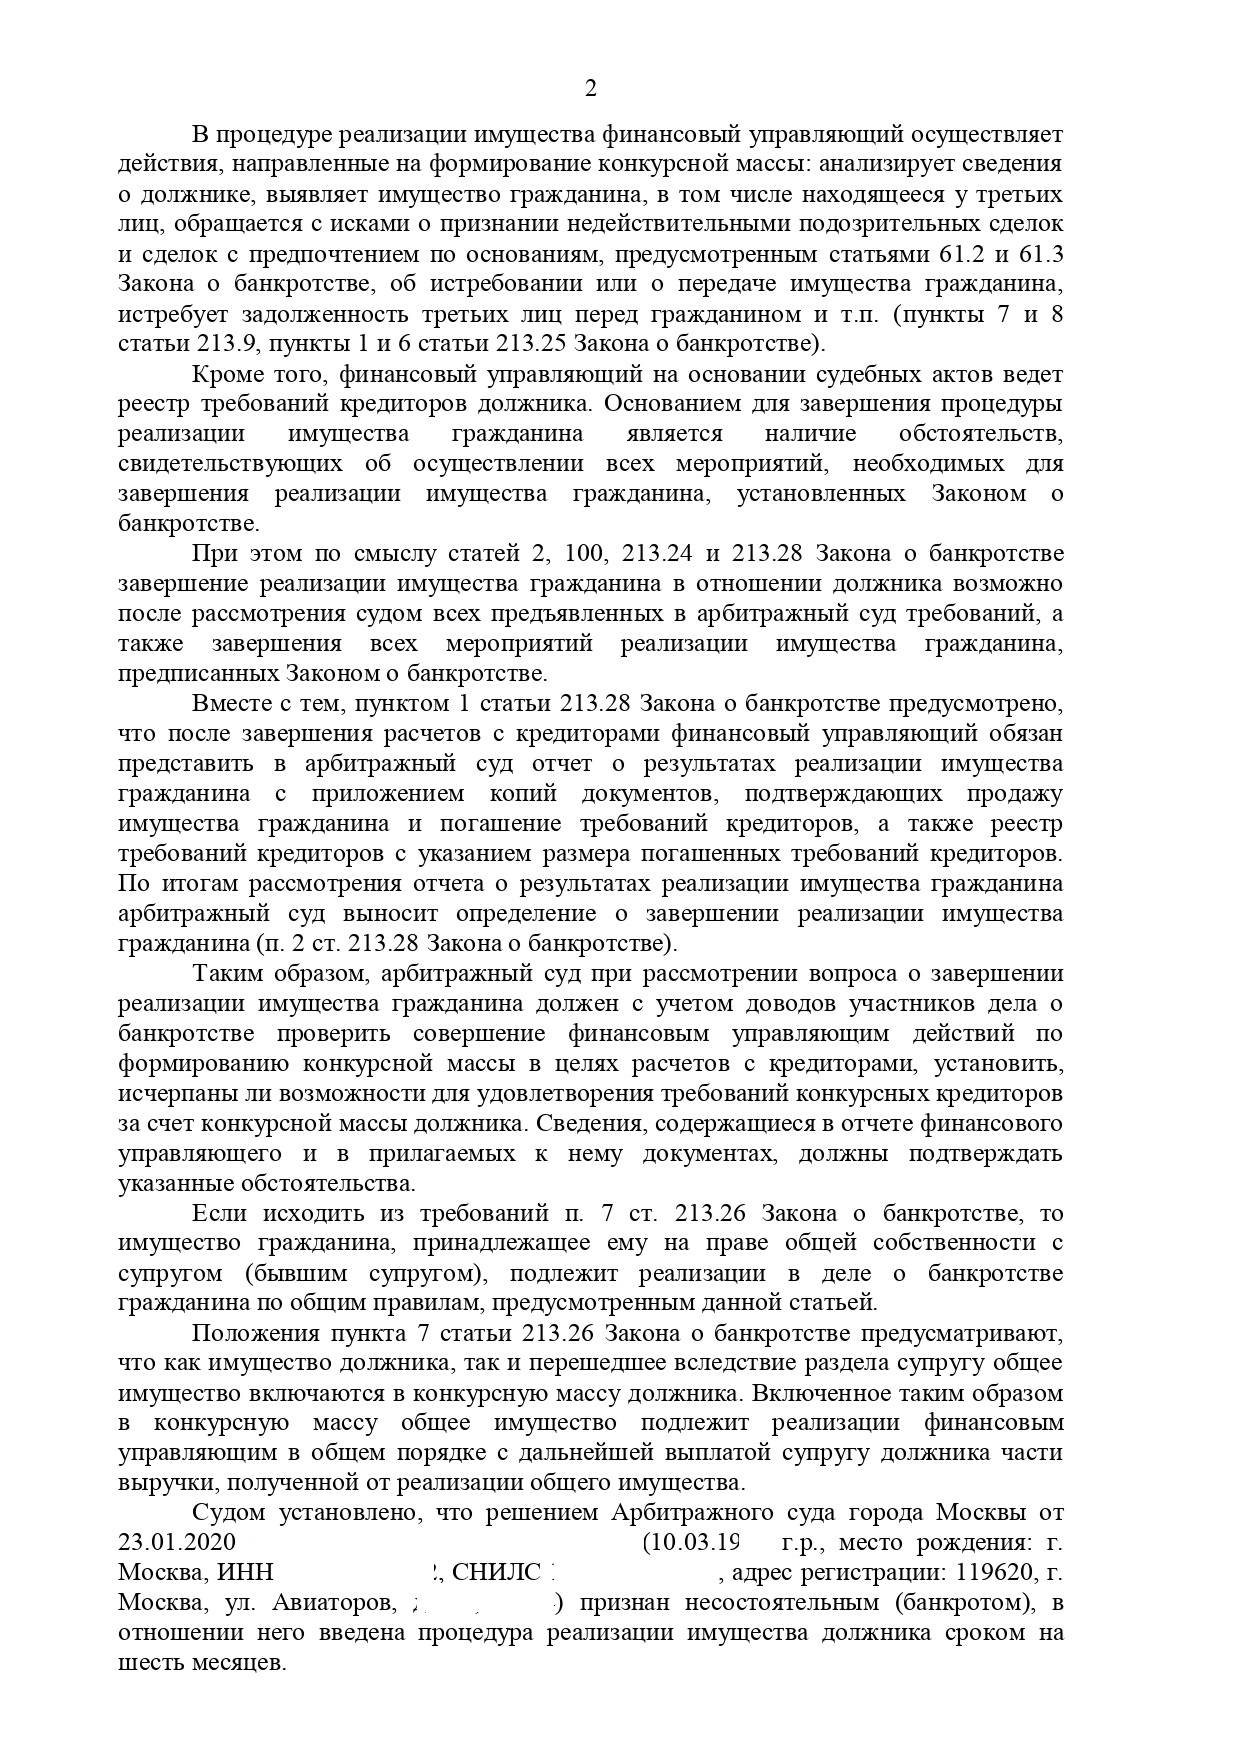 2
В процедуре реализации имущества финансовый управляющий осуществляет
действия, направленные на формирование конкурсной массы: анализирует сведения
о должнике, выявляет имущество гражданина, в том числе находящееся у третьих
лиц, обращается с исками о признании недействительными подозрительных сделок
и сделок с предпочтением по основаниям, предусмотренным статьями 61.2 и 61.3
Закона о банкротстве, об истребовании или о передаче имущества гражданина,
истребует задолженность третьих лиц перед гражданином и т.п. (пункты 7 и 8
статьи 213.9, пункты 1 и 6 статьи 213.25 Закона о банкротстве).
Кроме того, финансовый управляющий на основании судебных актов ведет
реестр требований кредиторов должника. Основанием для завершения процедуры
реализации имущества гражданина является наличие обстоятельств,
свидетельствующих об осуществлении всех мероприятий, необходимых для
завершения реализации имущества гражданина, установленных Законом о
банкротстве.
При этом по смыслу статей 2, 100, 213.24 и 213.28 Закона о банкротстве
завершение реализации имущества гражданина в отношении должника возможно
после рассмотрения судом всех предъявленных в арбитражный суд требований, а
также завершения всех мероприятий реализации имущества гражданина,
предписанных Законом о банкротстве.
Вместе с тем, пунктом 1 статьи 213.28 Закона о банкротстве предусмотрено,
что после завершения расчетов с кредиторами финансовый управляющий обязан
представить в арбитражный суд отчет о результатах реализации имущества
гражданина с приложением копий документов, подтверждающих продажу
имущества гражданина и погашение требований кредиторов, а также реестр
требований кредиторов с указанием размера погашенных требований кредиторов.
По итогам рассмотрения отчета о результатах реализации имущества гражданина
арбитражный суд выносит определение о завершении реализации имущества
гражданина (п. 2 ст. 213.28 Закона о банкротстве).
Таким образом, арбитражный суд при рассмотрении вопроса о завершении
реализации имущества гражданина должен с учетом доводов участников дела о
банкротстве проверить совершение финансовым управляющим действий по
формированию конкурсной массы в целях расчетов с кредиторами, установить,
исчерпаны ли возможности для удовлетворения требований конкурсных кредиторов
за счет конкурсной массы должника. Сведения, содержащиеся в отчете финансового
управляющего и в прилагаемых к нему документах, должны подтверждать
указанные обстоятельства.
Если исходить из требований п. 7 ст. 213.26 Закона о банкротстве, то
имущество гражданина, принадлежащее ему на праве общей собственности с
супругом (бывшим супругом), подлежит реализации в деле о банкротстве
гражданина по общим правилам, предусмотренным данной статьей.
Положения пункта 7 статьи 213.26 Закона о банкротстве предусматривают,
что как имущество должника, так и перешедшее вследствие раздела супругу общее
имущество включаются в конкурсную массу должника. Включенное таким образом
в конкурсную массу общее имущество подлежит реализации финансовым
управляющим в общем порядке с дальнейшей выплатой супругу должника части
выручки, полученной от реализации общего имущества.
Судом установлено, что решением Арбитражного суда города Москвы от
23.01.2020 (10.03.19 г.р., место рождения: г.
Москва, ИНН , СНИЛС , адрес регистрации: 119620, г.
Москва, ул. Авиаторов, ) признан несостоятельным (банкротом), в
отношении него введена процедура реализации имущества должника сроком на
шесть месяцев.